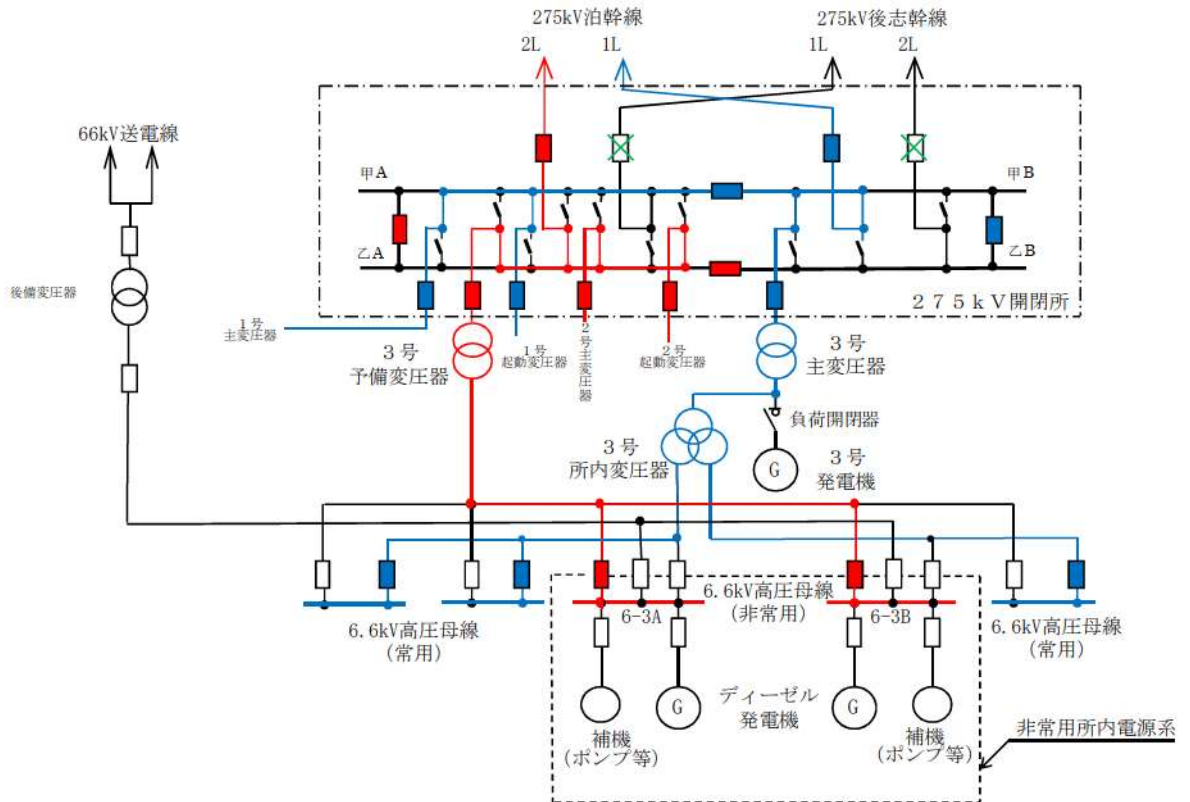 275kV泊幹線
275kV後志幹線
2L
1L
1L
2L
66kV送電線
甲A
甲B
乙A
乙B
275kV開閉所
後備変圧器
1号
主変圧器
3号
予備変圧器
1号
起動変圧器
2号主変圧器
2号
起動変圧器
3号
主変圧器
負荷開閉器
3号
所内変圧器
G
3号
発電機
6.6kV高圧母線
(常用)
6-3A
6.6kV高圧母線
(非常用)
6-3B
6.6kV高圧母線
(常用)
G
ディーゼル
発電機
G
補機
(ポンプ等)
補機
(ポンプ等)
非常用所内電源系